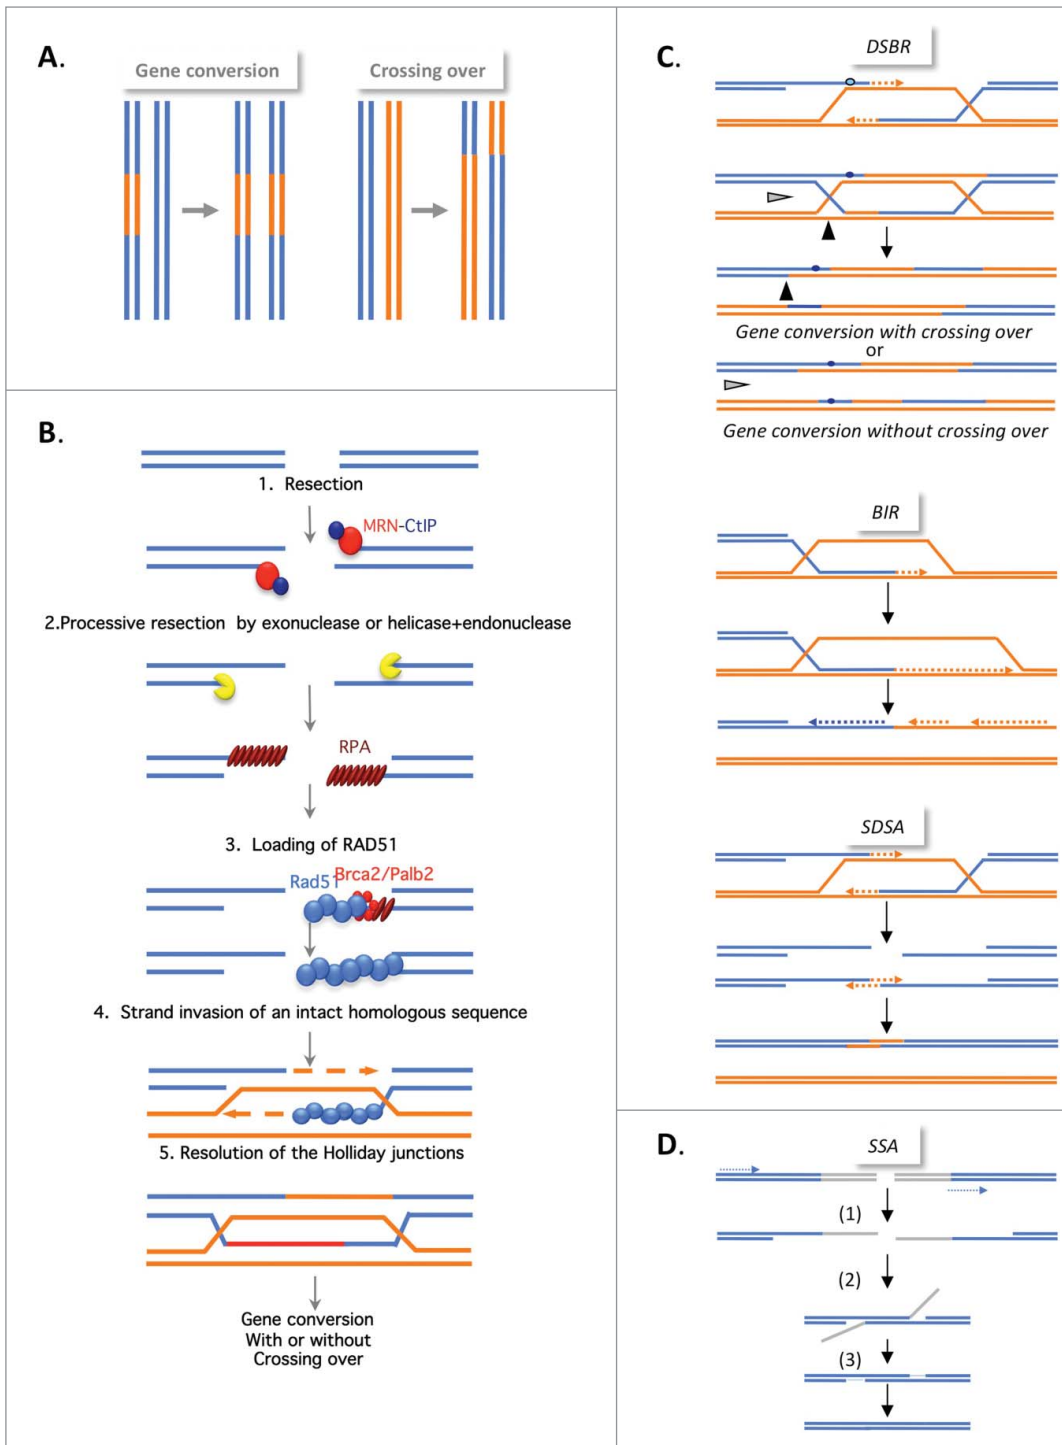 A.
Gene conversion
Crossing over
B.
1. Resection
MRN-CtIP
2.Processive resection by exonuclease or helicase+endonuclease
RPA
3. Loading of RAD51
Rad51
Brca2/Palb2
4. Strand invasion of an intact homologous sequence
5. Resolution of the Holliday junctions
Gene conversion
With or without
Crossing over
C.
DSBR
Gene conversion with crossing over
or
Gene conversion without crossing over
BIR
SDSA
D.
SSA
(1)
(2)
(3)